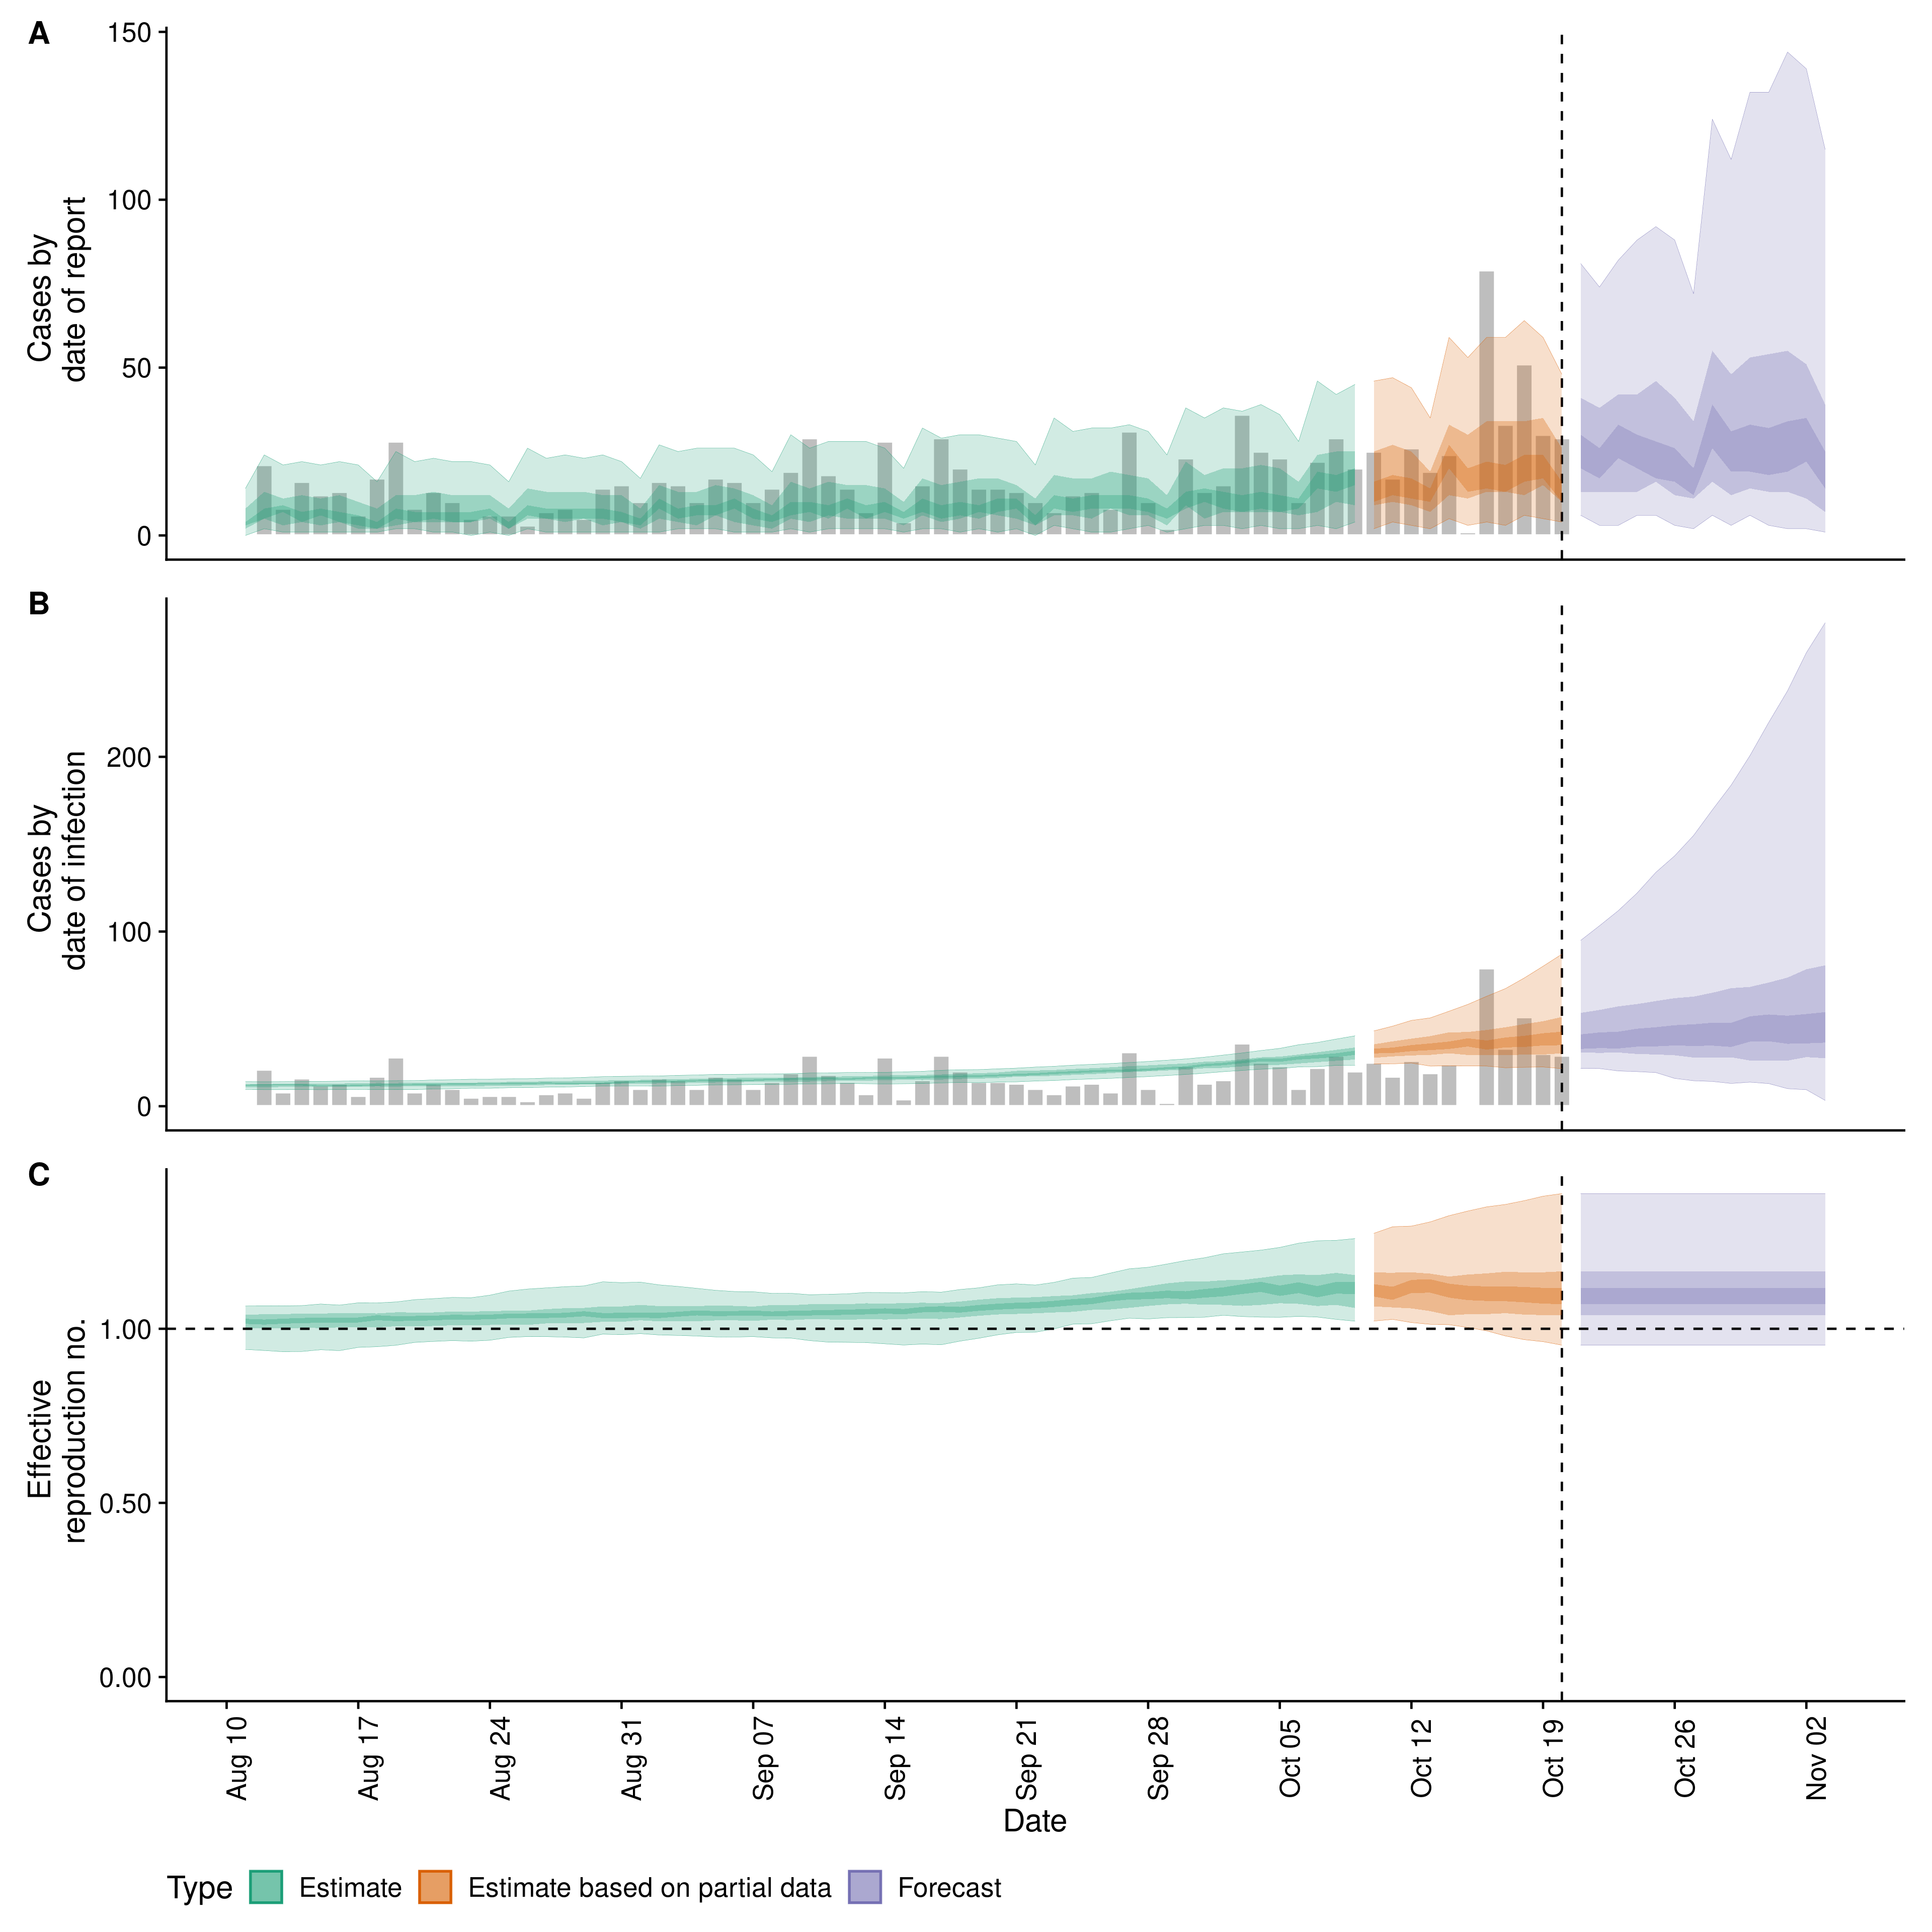 A
150
100
50
0
Cases by
date of report
B
200
100
0
Cases by
date of infection
C
1.00
0.50
0.00
Effective
reproduction no.
Aug 10
Aug 17
Aug 24
Aug 31
Sep 07
Sep 14
Sep 21
Sep 28
Oct 05
Oct 12
Oct 19
Oct 26
Nov 02
Date
Type Estimate Estimate based on partial data Forecast